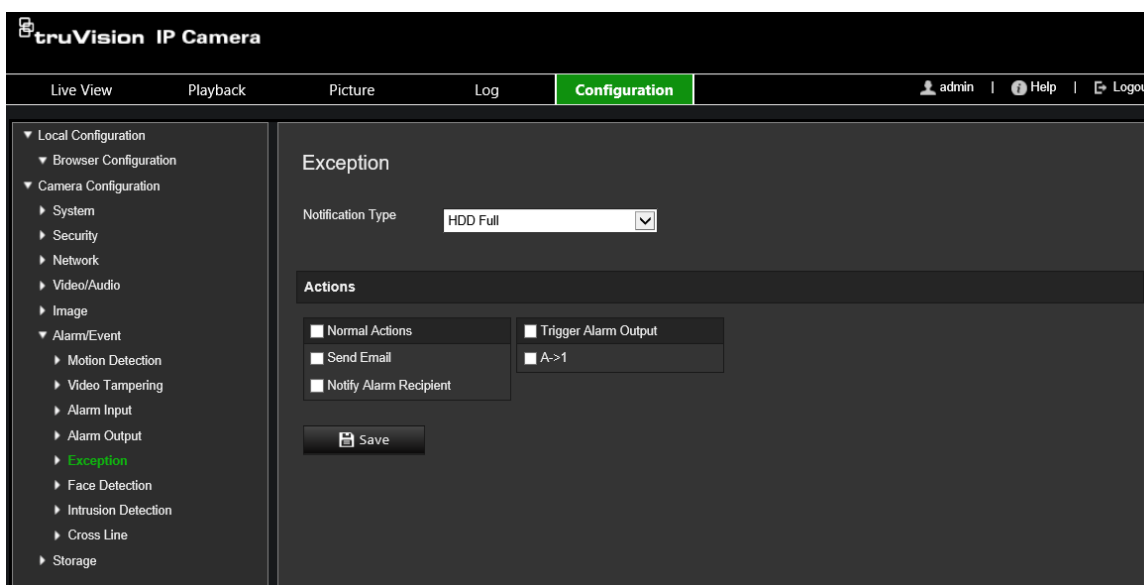 truVision IP Camera
Live View Playback Picture Log Configuration admin | Help | Logou
Local Configuration
Browser Configuration
Camera Configuration
System
Security
Network
Video/Audio
Image
Alarm/Event
Motion Detection
Video Tampering
Alarm Input
Alarm Output
Exception
Face Detection
Intrusion Detection
Cross Line
Storage
Exception
Notification Type HDD Full
Actions
Normal Actions Trigger Alarm Output
Send Email A->1
Notify Alarm Recipient
Save